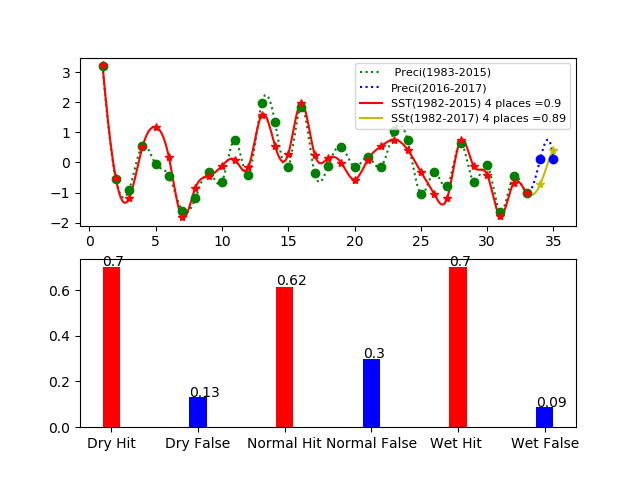 3
2
1
0
−1
−2
Preci(1983-2015)
Preci(2016-2017)
SST(1982-2015) 4 places =0.9
SSt(1982-2017) 4 places =0.89
0 5 10 15 20 25 30 35
0.6
0.4
0.2
0.0
0.7
0.13
0.62
0.3
0.7
0.09
Dry Hit Dry False Normal Hit Normal False Wet Hit Wet False